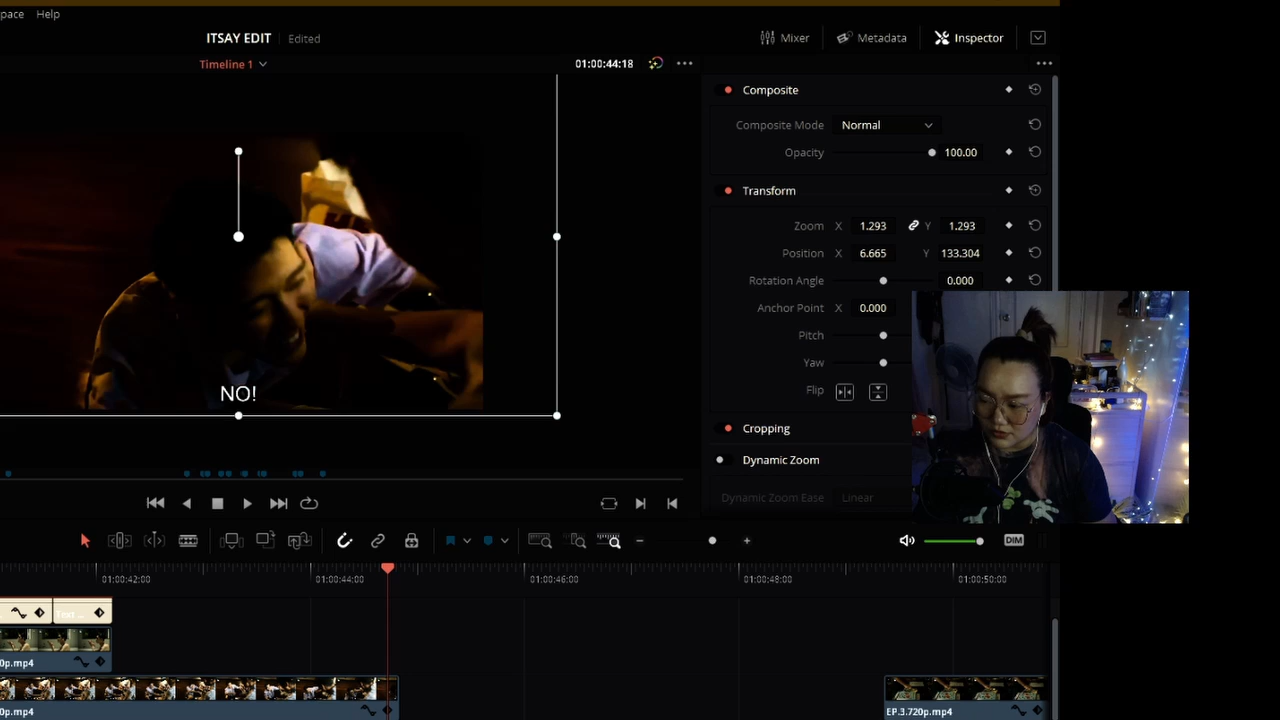 pace Help
ITSAY EDIT Edited
Mixer Metadata Inspector
Timeline 1 01:00:44:18
Composite
Composite Mode Normal
Opacity 100.00
Transform
Zoom X 1.293 Y 1.293
Position X 6.665 Y 133.304
Rotation Angle 0.000
Anchor Point X 0.000
Pitch
Yaw
Flip
NO!
Cropping
Dynamic Zoom
Dynamic Zoom Ease Linear
DIM
01:00:42:00 01:00:44:00 01:00:46:00 01:00:48:00 01:00:50:00
0p.mp4
0p.mp4 EP.3.720p.mp4